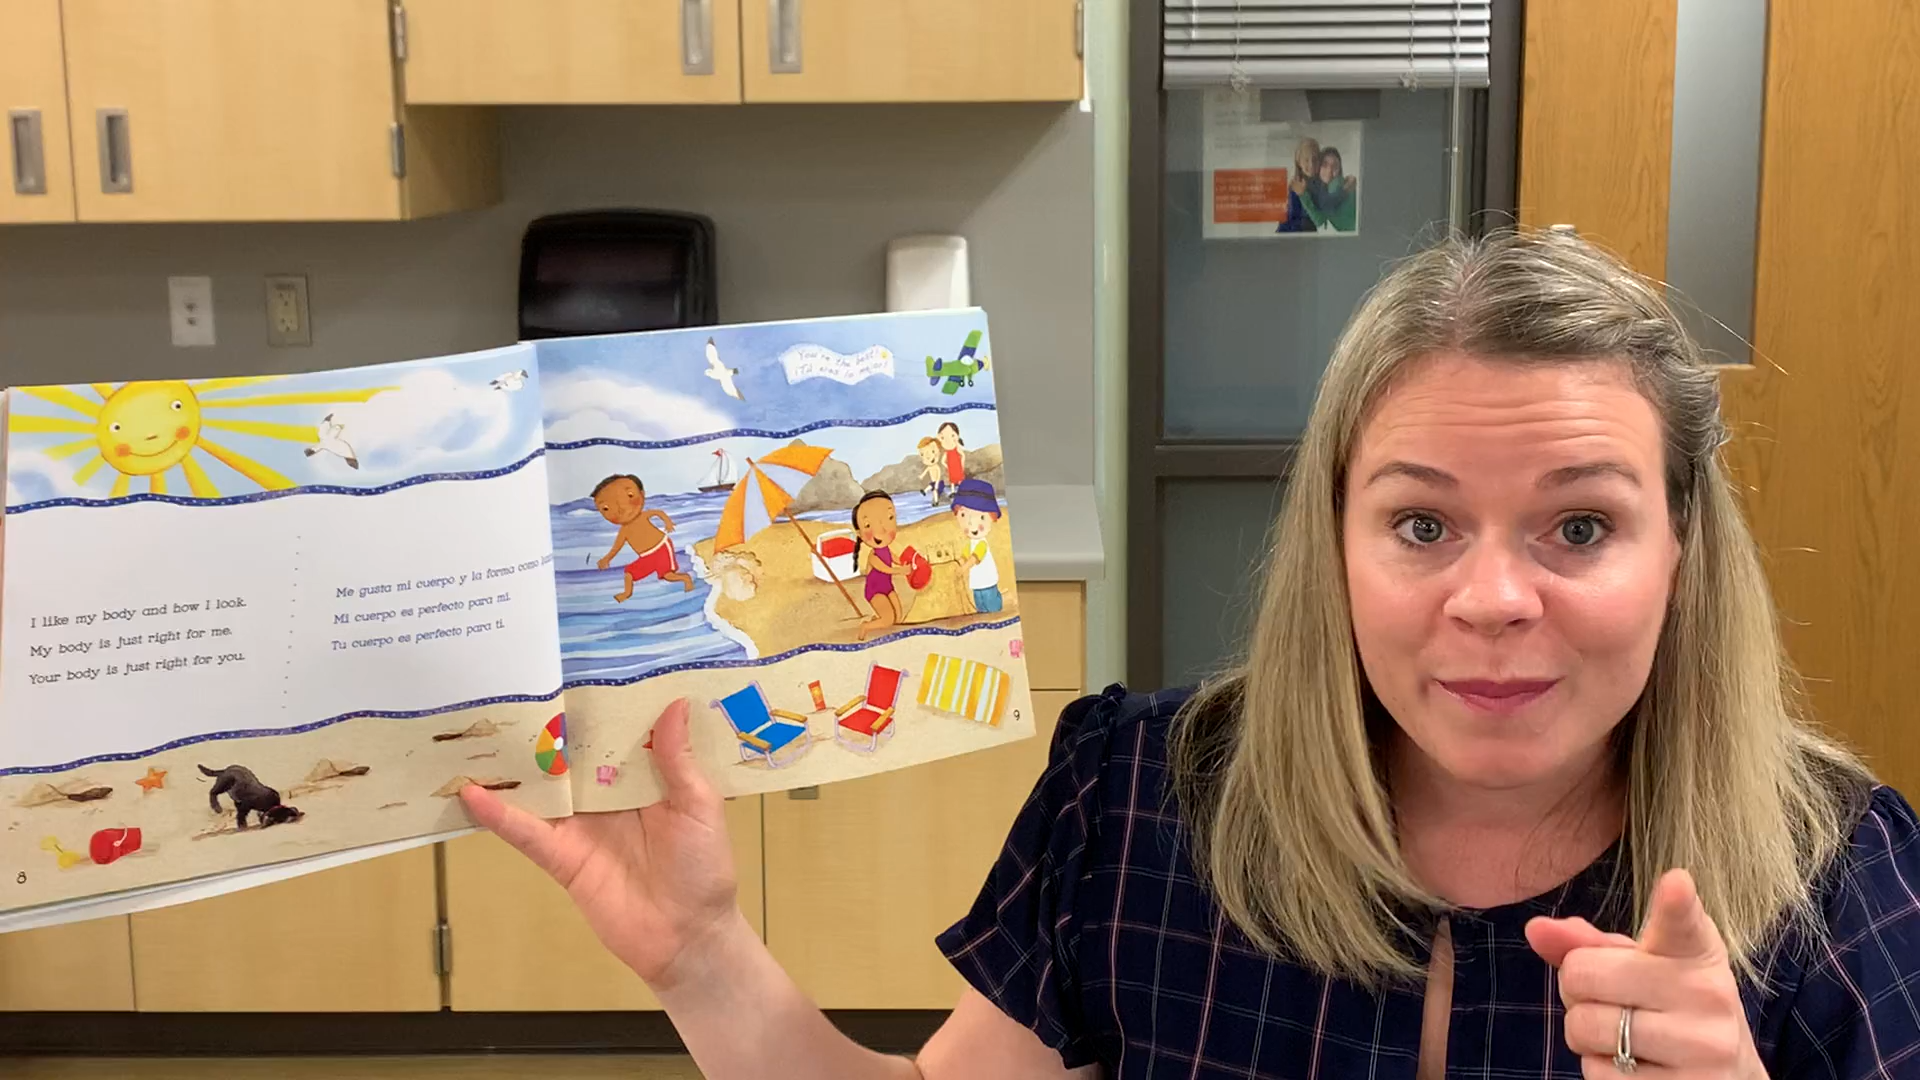 I like my body and how I look.
My body is just right for me.
Your body is just right for you.
Me gusta mi cuerpo y la forma como
Mi cuerpo es perfecto para mí.
Tu cuerpo es perfecto para ti.
You're the best!
¡Tú eres lo mejor!
8
9